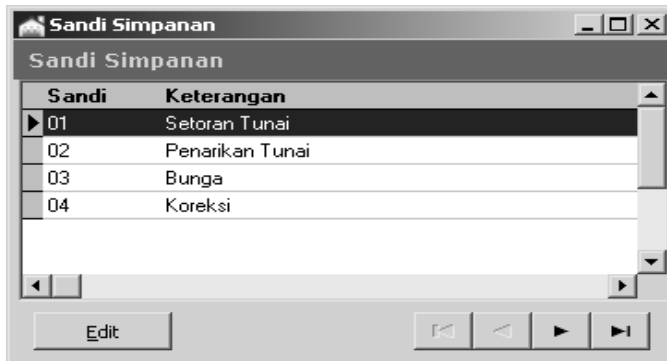 Sandi Simpanan
Sandi Simpanan
Sandi Keterangan
01 Setoran Tunai
02 Penarikan Tunai
03 Bunga
04 Koreksi
Edit